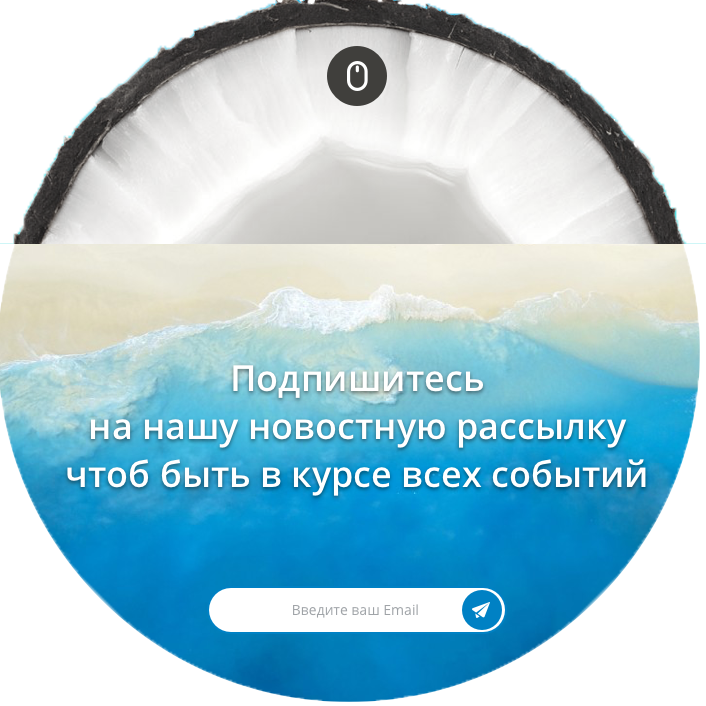 Подпишитесь
на нашу новостную рассылку
чтоб быть в курсе всех событий
Введите ваш Email